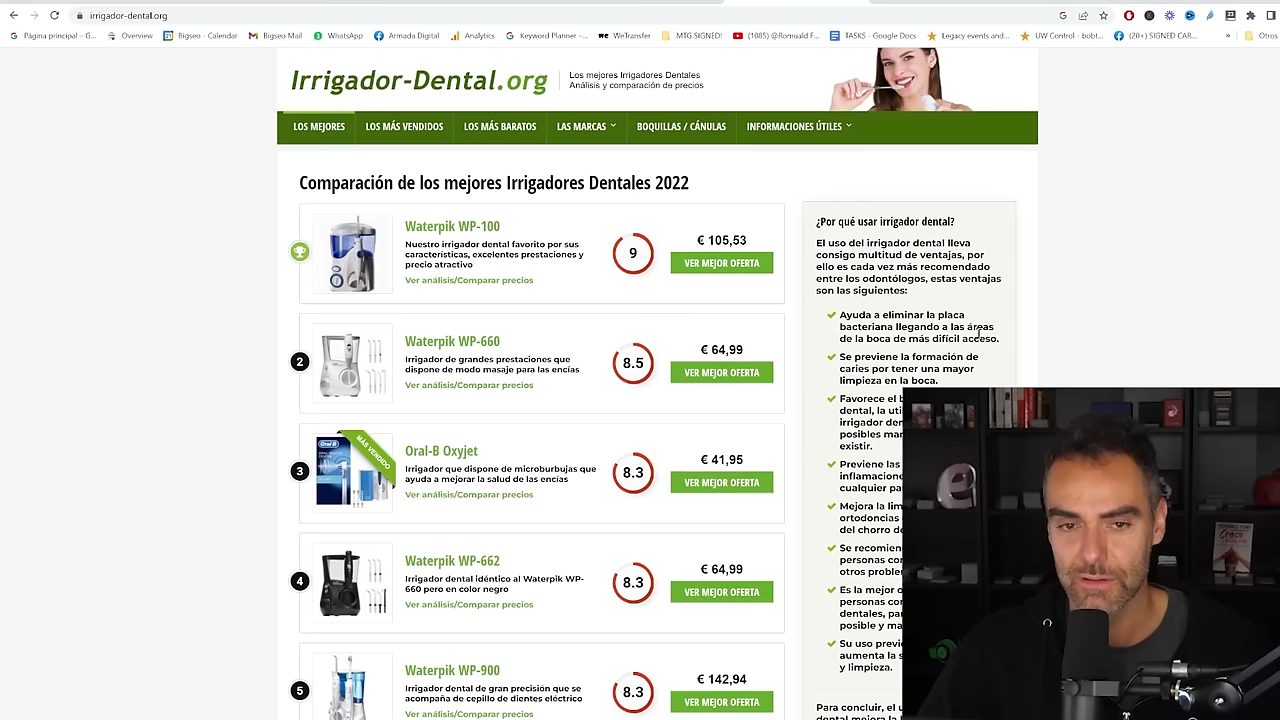 irrigador-dental.org
Página principal – G...
Overview
Bigseo - Calendar
Bigseo Mail
WhatsApp
Armada Digital
Analytics
Keyword Planner –...
WeTransfer
MTG SIGNED!
(1085) @Romuald F...
TASKS - Google Docs
Legacy events and...
UW Control - bobt...
(20+) SIGNED CAR...
»
Otros
Irrigador-Dental.org
Los mejores Irrigadores Dentales
Análisis y comparación de precios
LOS MEJORES
LOS MÁS VENDIDOS
LOS MÁS BARATOS
LAS MARCAS
BOQUILLAS / CÁNULAS
INFORMACIONES ÚTILES
Comparación de los mejores Irrigadores Dentales 2022
Waterpik WP-100
Nuestro irrigador dental favorito por sus
características, excelentes prestaciones y
precio atractivo
Ver análisis/Comparar precios
9
€ 105,53
VER MEJOR OFERTA
2
Waterpik WP-660
Irrigador de grandes prestaciones que
dispone de modo masaje para las encías
Ver análisis/Comparar precios
8.5
€ 64,99
VER MEJOR OFERTA
3
Oral-B
MÁS VENDIDO
Oral-B Oxyjet
Irrigador que dispone de microburbujas que
ayuda a mejorar la salud de las encías
Ver análisis/Comparar precios
8.3
€ 41,95
VER MEJOR OFERTA
4
Waterpik WP-662
Irrigador dental idéntico al Waterpik WP-
660 pero en color negro
Ver análisis/Comparar precios
8.3
€ 64,99
VER MEJOR OFERTA
5
Waterpik WP-900
Irrigador dental de gran precisión que se
acompaña de cepillo de dientes eléctrico
Ver análisis/Comparar precios
8.3
€ 142,94
VER MEJOR OFERTA
¿Por qué usar irrigador dental?
El uso del irrigador dental lleva
consigo multitud de ventajas, por
ello es cada vez más recomendado
entre los odontólogos, estas ventajas
son las siguientes:
Ayuda a eliminar la placa
bacteriana llegando a las áreas
de la boca de más difícil acceso.
Se previene la formación de
caries por tener una mayor
limpieza en la boca.
Favorece el b
dental, la uti
irrigador den
posibles man
existir.
Previene las
inflamacione
cualquier pa
Mejora la lim
ortodoncias
del chorro de
Se recomien
personas con
otros problem
Es la mejor o
personas con
dentales, pa
posible y ma
Su uso previ
aumenta la s
y limpieza.
Para concluir, el u
dental mejora la
Crece